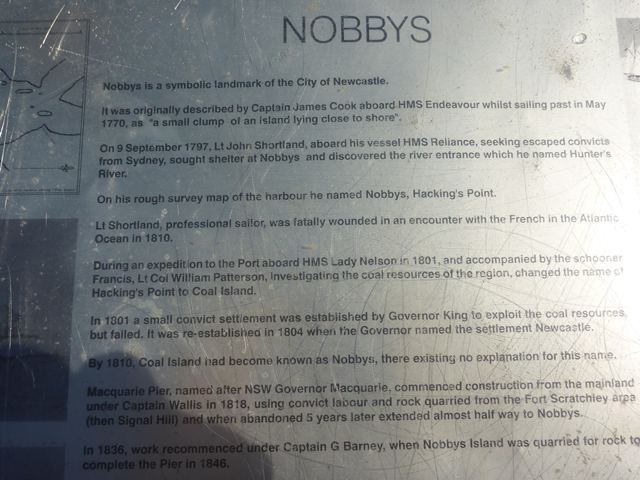 NOBBYS
Nobbys is a symbolic landmark of the City of Newcastle.
It was originally described by Captain James Cook aboard HMS Endeavour whilst sailing past in May
1770, as "a small clump of an island lying close to shore".
On 9 September 1797, Lt John Shortland, aboard his vessel HMS Reliance, seeking escaped convicts
from Sydney, sought shelter at Nobbys and discovered the river entrance which he named Hunter's
River.
On his rough survey map of the harbour he named Nobbys, Hacking's Point.
Lt Shortland, professional sailor, was fatally wounded in an encounter with the French in the Atlantic
Ocean in 1810.
During an expedition to the Port aboard HMS Lady Nelson in 1801, and accompanied by the schooner
Francis, Lt Col William Patterson, investigating the coal resources of the region, changed the name of
Hacking's Point to Coal Island.
In 1801 a small convict settlement was established by Governor King to exploit the coal resources,
but failed. It was re-established in 1804 when the Governor named the settlement Newcastle.
By 1810, Coal Island had become known as Nobbys, there existing no explanation for this name.
Macquarie Pier, named after NSW Governor Macquarie, commenced construction from the mainland
under Captain Wallis in 1818, using convict labour and rock quarried from the Fort Scratchley area
(then Signal Hill) and when abandoned 5 years later extended almost half way to Nobbys.
In 1836, work recommenced under Captain G Barney, when Nobbys Island was quarried for rock to
complete the Pier in 1846.